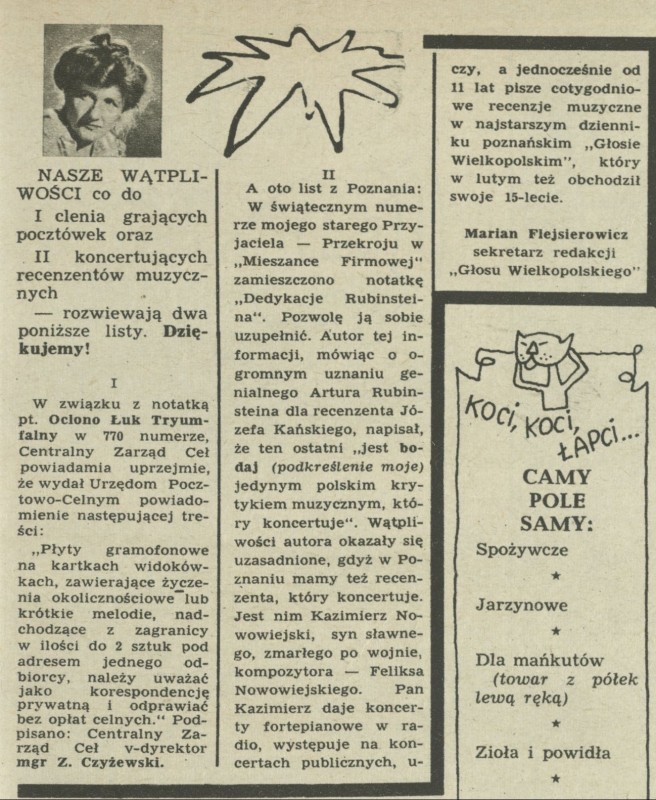 NASZE WĄTPLI-
WOŚCI co do
I clenia grających
pocztówek oraz
II koncertujących
recenzentów muzycz-
nych
— rozwiewają dwa
poniższe listy. Dzię-
kujemy!
I
W związku z notatką
pt. Oclono Łuk Tryum-
falny w 770 numerze,
Centralny Zarząd Ceł
powiadamia uprzejmie,
że wydał Urzędom Pocz-
towo-Celnym powiado-
mienie następującej tre-
ści:
„Płyty gramofonowe
na kartkach widoków-
kach, zawierające życze-
nia okolicznościowe lub
krótkie melodie, nad-
chodzące z zagranicy
w ilości do 2 sztuk pod
adresem jednego od-
biorcy, należy uważać
jako korespondencję
prywatną i odprawiać
bez opłat celnych.“ Pod-
pisano: Centralny Za-
rząd Ceł v-dyrektor
mgr Z. Czyżewski.
II
A oto list z Poznania:
W świątecznym nume-
rze mojego starego Przy-
jaciela — Przekroju w
„Mieszance Firmowej“
zamieszczono notatkę
„Dedykacje Rubinstei-
na“. Pozwolę ją sobie
uzupełnić. Autor tej in-
formacji, mówiąc o o-
gromnym uznaniu ge-
nialnego Artura Rubin-
steina dla recenzenta Jó-
zefa Kańskiego, napisał,
że ten ostatni „jest bo-
daj (podkreślenie moje)
jedynym polskim kry-
tykiem muzycznym, któ-
ry koncertuje“. Wątpli-
wości autora okazały się
uzasadnione, gdyż w Po-
znaniu mamy też recen-
zenta, który koncertuje.
Jest nim Kazimierz No-
wowiejski, syn sławne-
go, zmarłego po wojnie,
kompozytora — Feliksa
Nowowiejskiego. Pan
Kazimierz daje koncer-
ty fortepianowe w ra-
dio, występuje na kon-
certach publicznych, u-
czy, a jednocześnie od
11 lat pisze cotygodnio-
we recenzje muzyczne
w najstarszym dzienni-
ku poznańskim „Głosie
Wielkopolskim“, który
w lutym też obchodził
swoje 15-lecie.
Marian Flejsierowicz
sekretarz redakcji
„Głosu Wielkopolskiego“
KOCI, KOCI,
ŁAPCI...
CAMY
POLE
SAMY:
Spożywcze
★
Jarzynowe
★
Dla mańkutów
(towar z półek
lewą ręką)
★
Zioła i powidła
★